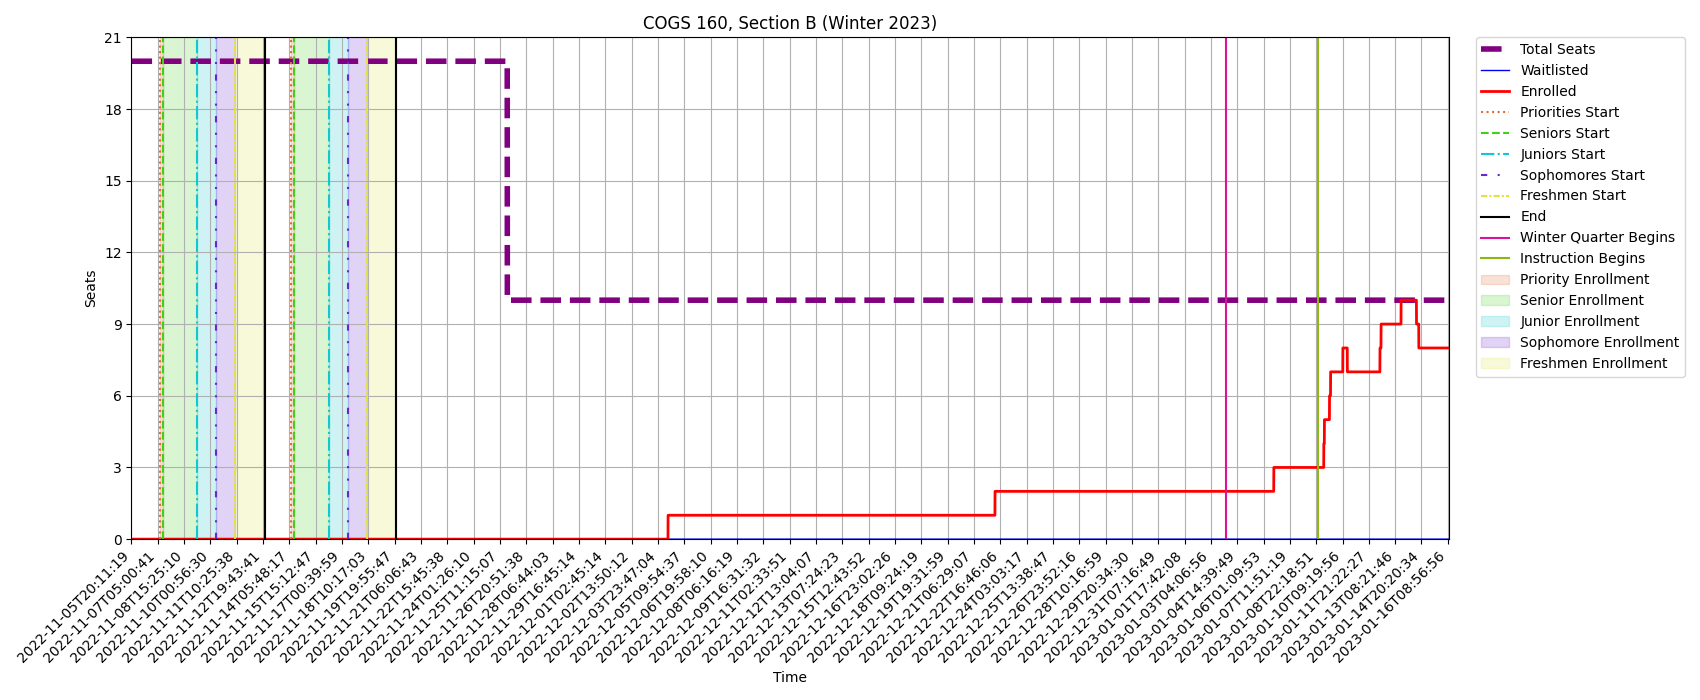 COGS 160, Section B (Winter 2023)
Seats
21
18
15
12
9
6
3
0
2022-11-05T20:11:19
2022-11-07T05:00:41
2022-11-08T15:25:10
2022-11-10T00:56:30
2022-11-11T10:25:38
2022-11-12T19:43:41
2022-11-14T05:48:17
2022-11-15T15:12:47
2022-11-17T00:39:59
2022-11-18T10:17:03
2022-11-19T19:55:47
2022-11-21T06:06:43
2022-11-22T15:45:38
2022-11-24T01:26:10
2022-11-25T11:15:07
2022-11-26T20:51:38
2022-11-28T06:44:03
2022-11-29T16:45:14
2022-12-01T02:45:14
2022-12-02T13:50:12
2022-12-03T23:47:04
2022-12-05T09:54:37
2022-12-06T19:58:10
2022-12-08T06:16:19
2022-12-09T16:31:32
2022-12-11T02:33:51
2022-12-12T13:04:07
2022-12-13T07:24:23
2022-12-15T12:43:52
2022-12-16T23:02:26
2022-12-18T09:24:19
2022-12-19T19:31:59
2022-12-21T06:29:07
2022-12-22T16:46:06
2022-12-24T03:03:17
2022-12-25T13:38:47
2022-12-26T23:52:16
2022-12-28T10:16:59
2022-12-29T20:34:30
2022-12-31T07:16:49
2023-01-01T17:42:08
2023-01-03T04:06:56
2023-01-04T14:39:49
2023-01-06T01:09:53
2023-01-07T11:51:19
2023-01-08T22:18:51
2023-01-10T09:19:56
2023-01-11T21:22:27
2023-01-13T08:21:46
2023-01-14T20:20:34
2023-01-16T08:56:56
Time
Total Seats
Waitlisted
Enrolled
Priorities Start
Seniors Start
Juniors Start
Sophomores Start
Freshmen Start
End
Winter Quarter Begins
Instruction Begins
Priority Enrollment
Senior Enrollment
Junior Enrollment
Sophomore Enrollment
Freshmen Enrollment